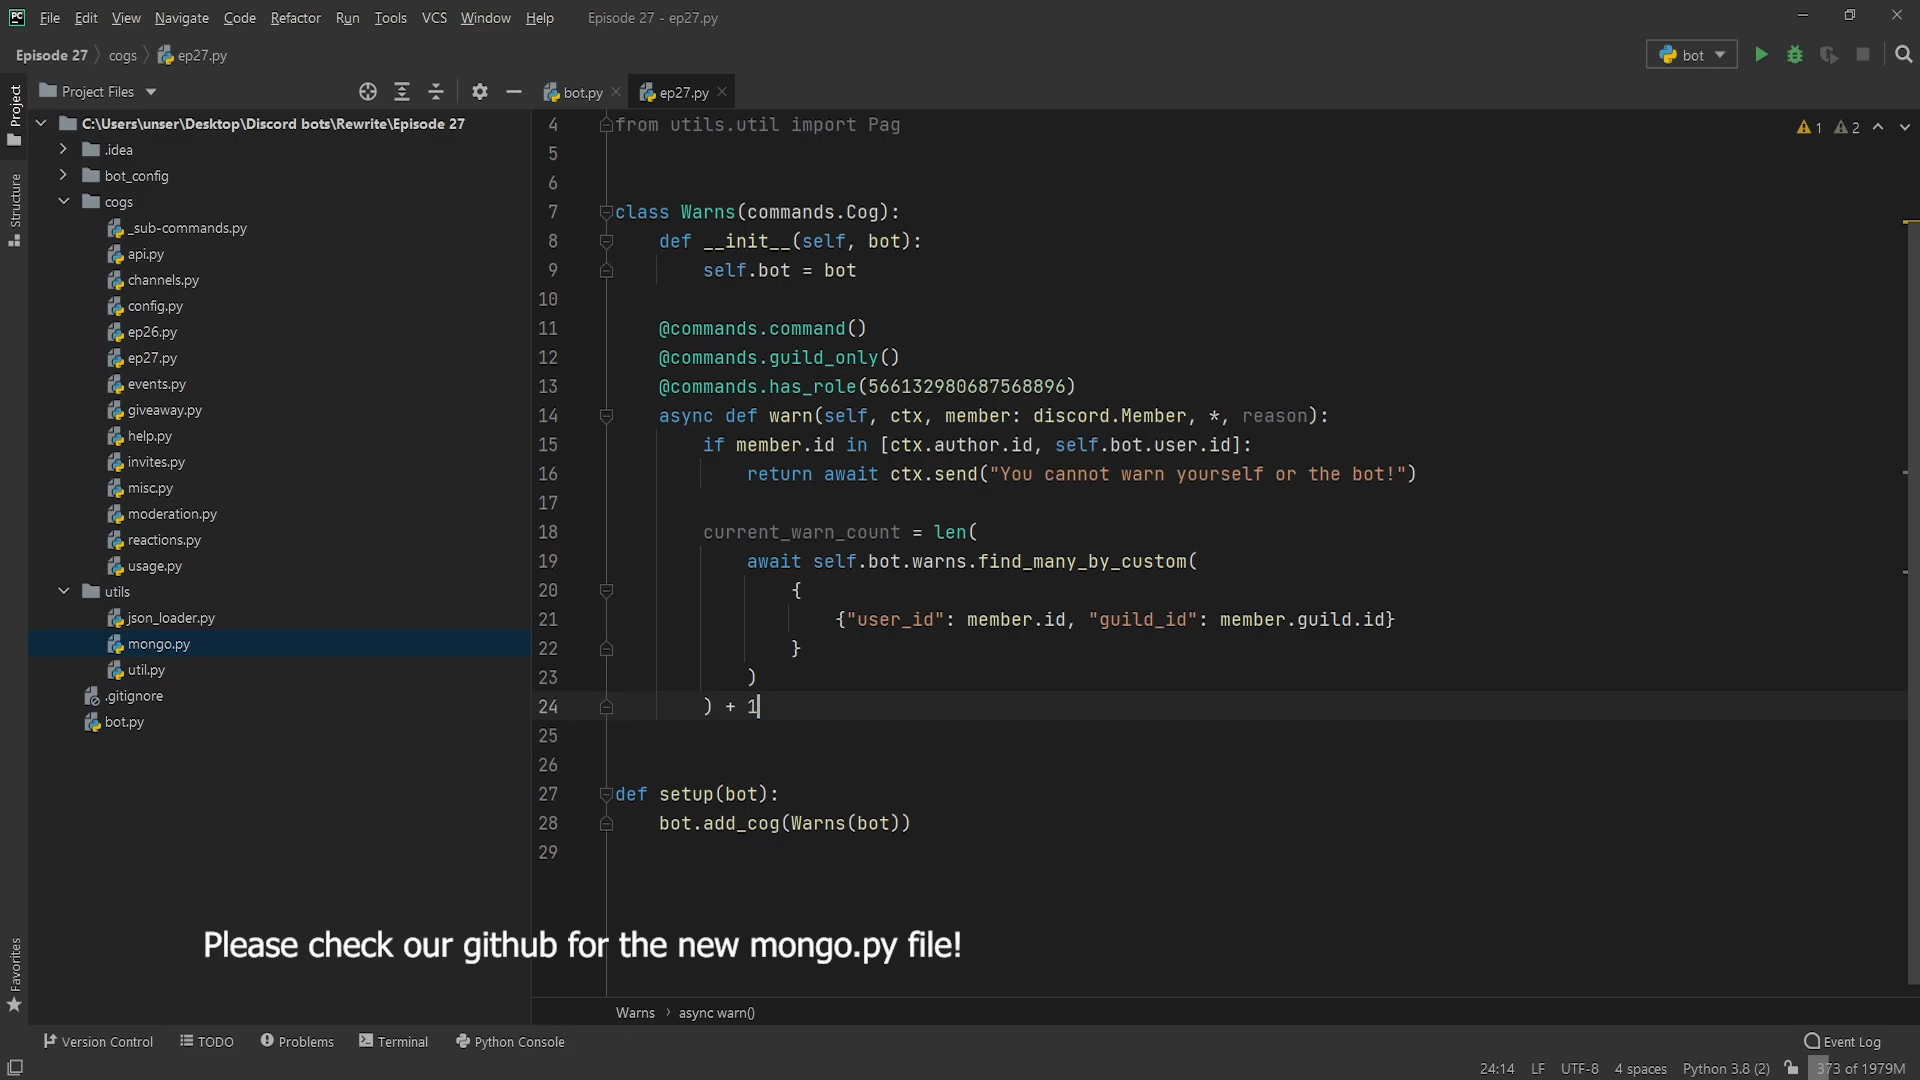 PC File Edit View Navigate Code Refactor Run Tools VCS Window Help Episode 27 - ep27.py
Episode 27 cogs ep27.py bot
Project Files bot.py ep27.py
Project
Structure
Favorites
C:\Users\unser\Desktop\Discord bots\Rewrite\Episode 27
.idea
bot_config
cogs
_sub-commands.py
api.py
channels.py
config.py
ep26.py
ep27.py
events.py
giveaway.py
help.py
invites.py
misc.py
moderation.py
reactions.py
usage.py
utils
json_loader.py
mongo.py
util.py
.gitignore
bot.py
1 2
4 from utils.util import Pag
5
6
7 class Warns(commands.Cog):
8 def __init__(self, bot):
9 self.bot = bot
10
11 @commands.command()
12 @commands.guild_only()
13 @commands.has_role(566132980687568896)
14 async def warn(self, ctx, member: discord.Member, *, reason):
15 if member.id in [ctx.author.id, self.bot.user.id]:
16 return await ctx.send("You cannot warn yourself or the bot!")
17
18 current_warn_count = len(
19 await self.bot.warns.find_many_by_custom(
20 {
21 {"user_id": member.id, "guild_id": member.guild.id}
22 }
23 )
24 ) + 1
25
26
27 def setup(bot):
28 bot.add_cog(Warns(bot))
29
Please check our github for the new mongo.py file!
Warns async warn()
Version Control TODO Problems Terminal Python Console Event Log
24:14 LF UTF-8 4 spaces Python 3.8 (2) 373 of 1979M